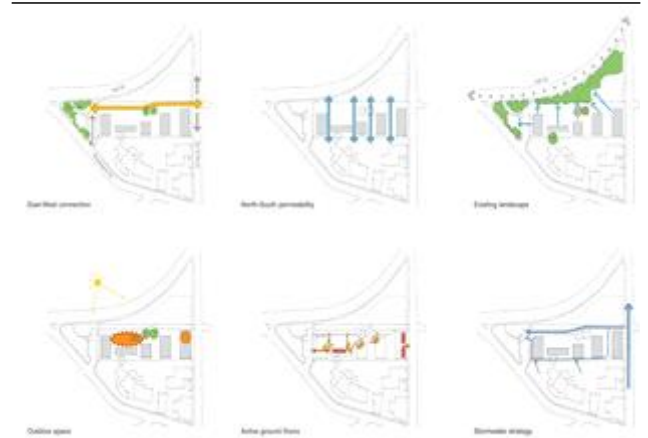 East-West connection
North-South permeability
Existing landscape
Outdoor space
Active ground floors
Stormwater strategy